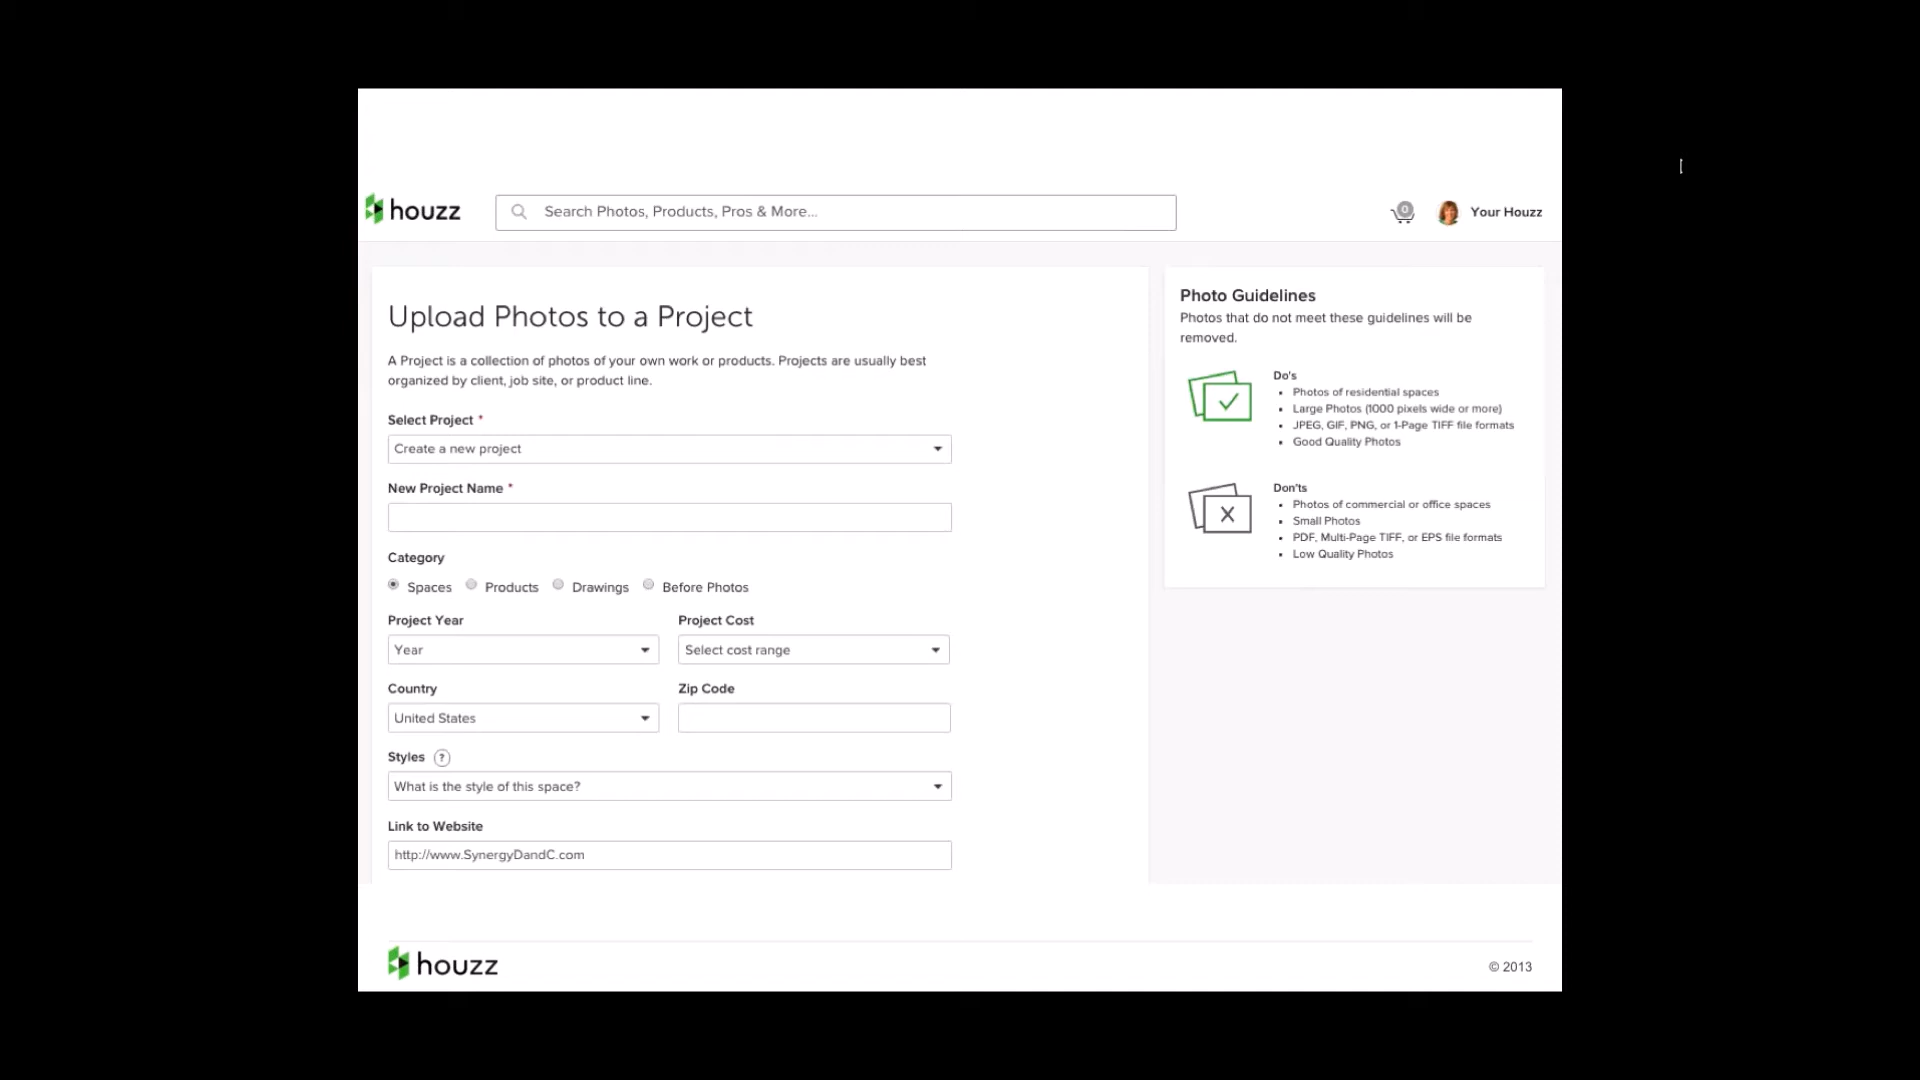 houzz
Search Photos, Products, Pros & More...
0
Your Houzz
Upload Photos to a Project
A Project is a collection of photos of your own work or products. Projects are usually best
organized by client, job site, or product line.
Select Project *
Create a new project
New Project Name *
Category
Spaces Products Drawings Before Photos
Project Year Project Cost
Year Select cost range
Country Zip Code
United States
Styles ?
What is the style of this space?
Link to Website
http://www.SynergyDandC.com
Photo Guidelines
Photos that do not meet these guidelines will be
removed.
Do's
• Photos of residential spaces
• Large Photos (1000 pixels wide or more)
• JPEG, GIF, PNG, or 1-Page TIFF file formats
• Good Quality Photos
Don'ts
• Photos of commercial or office spaces
• Small Photos
• PDF, Multi-Page TIFF, or EPS file formats
• Low Quality Photos
houzz
© 2013